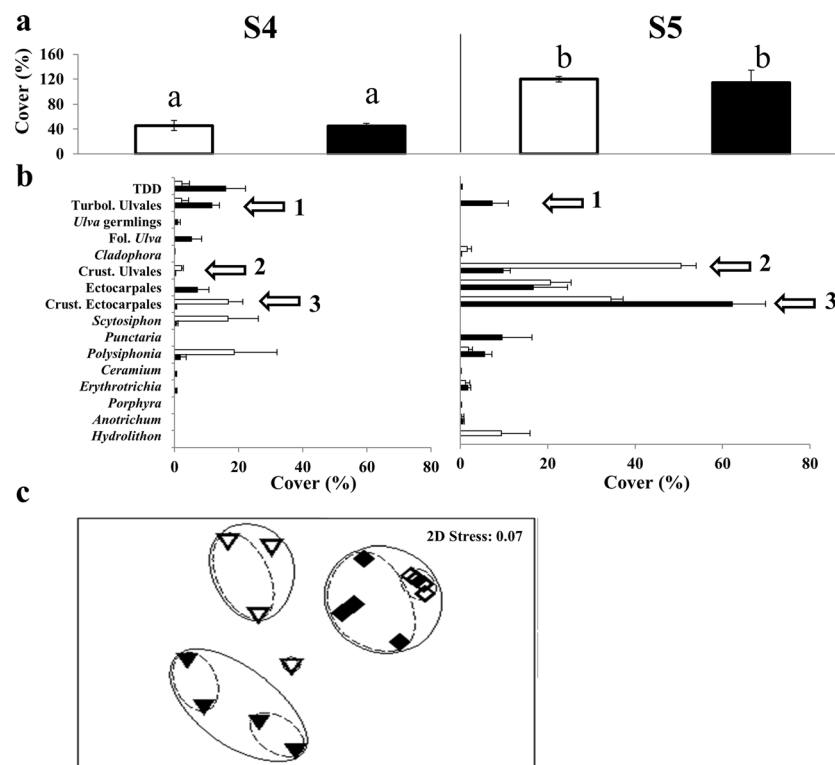 a
S4
S5
Cover (%)
160
120
80
40
0
a
a
b
b
b
TDD
Turbol. Ulvales
Ulva germlings
Fol. Ulva
Cladophora
Crust. Ulvales
Ectocarpales
Crust. Ectocarpales
Scytosiphon
Punctaria
Polysiphonia
Ceramium
Erythrotrichia
Porphyra
Anotrichum
Hydrolithon
1
2
3
1
2
3
0 20 40 60 80
Cover (%)
0 20 40 60 80
Cover (%)
c
2D Stress: 0.07